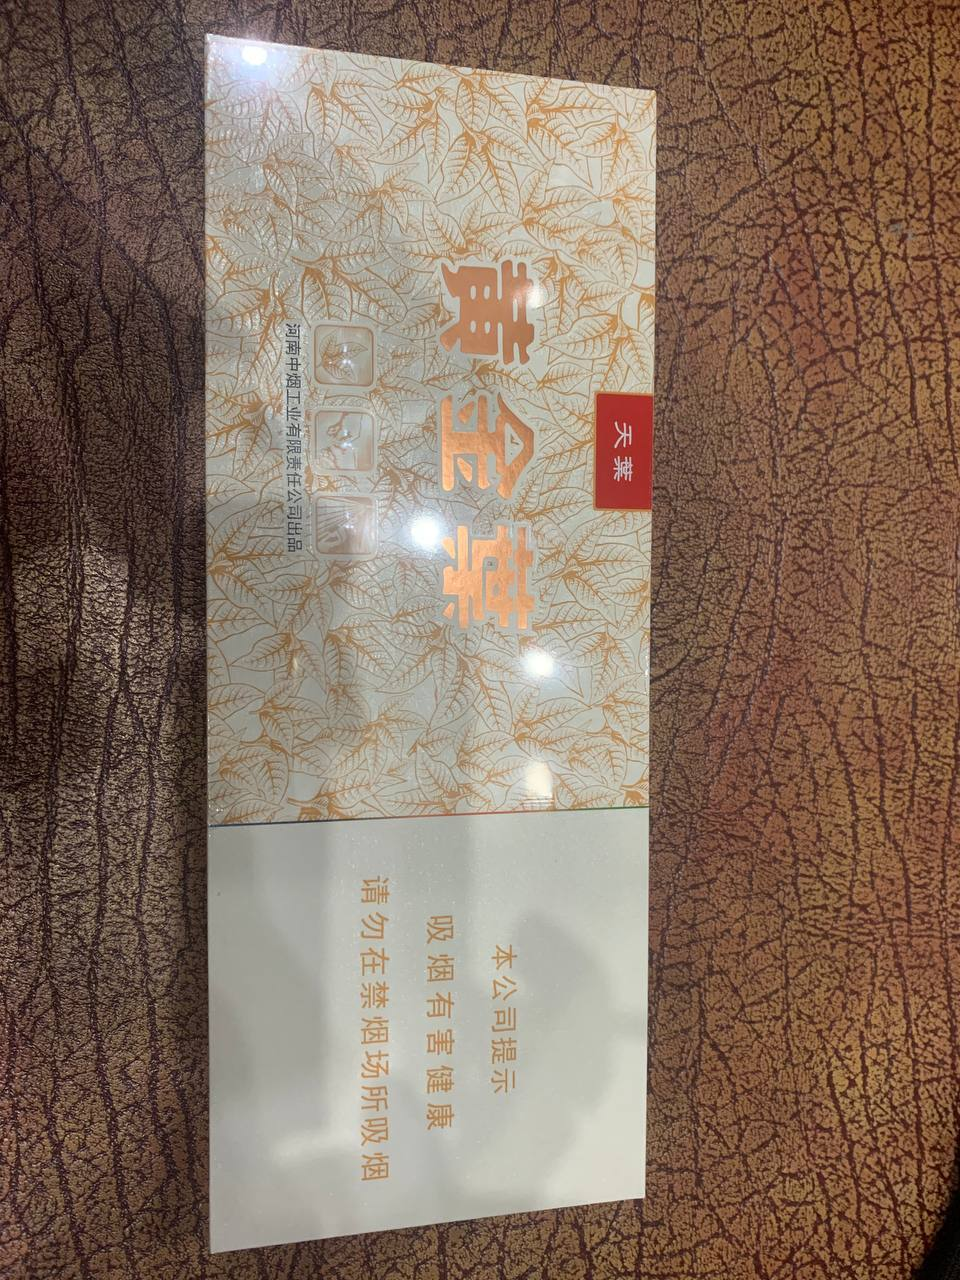 天葉
黄金葉
河南中烟工业有限责任公司出品
本公司提示
吸烟有害健康
请勿在禁烟场所吸烟